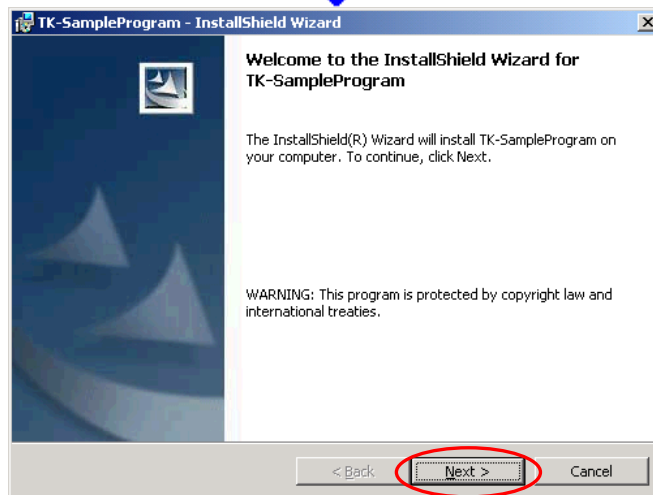 TK-SampleProgram - InstallShield Wizard
Welcome to the InstallShield Wizard for
TK-SampleProgram
The InstallShield(R) Wizard will install TK-SampleProgram on
your computer. To continue, click Next.
WARNING: This program is protected by copyright law and
international treaties.
< Back Next > Cancel